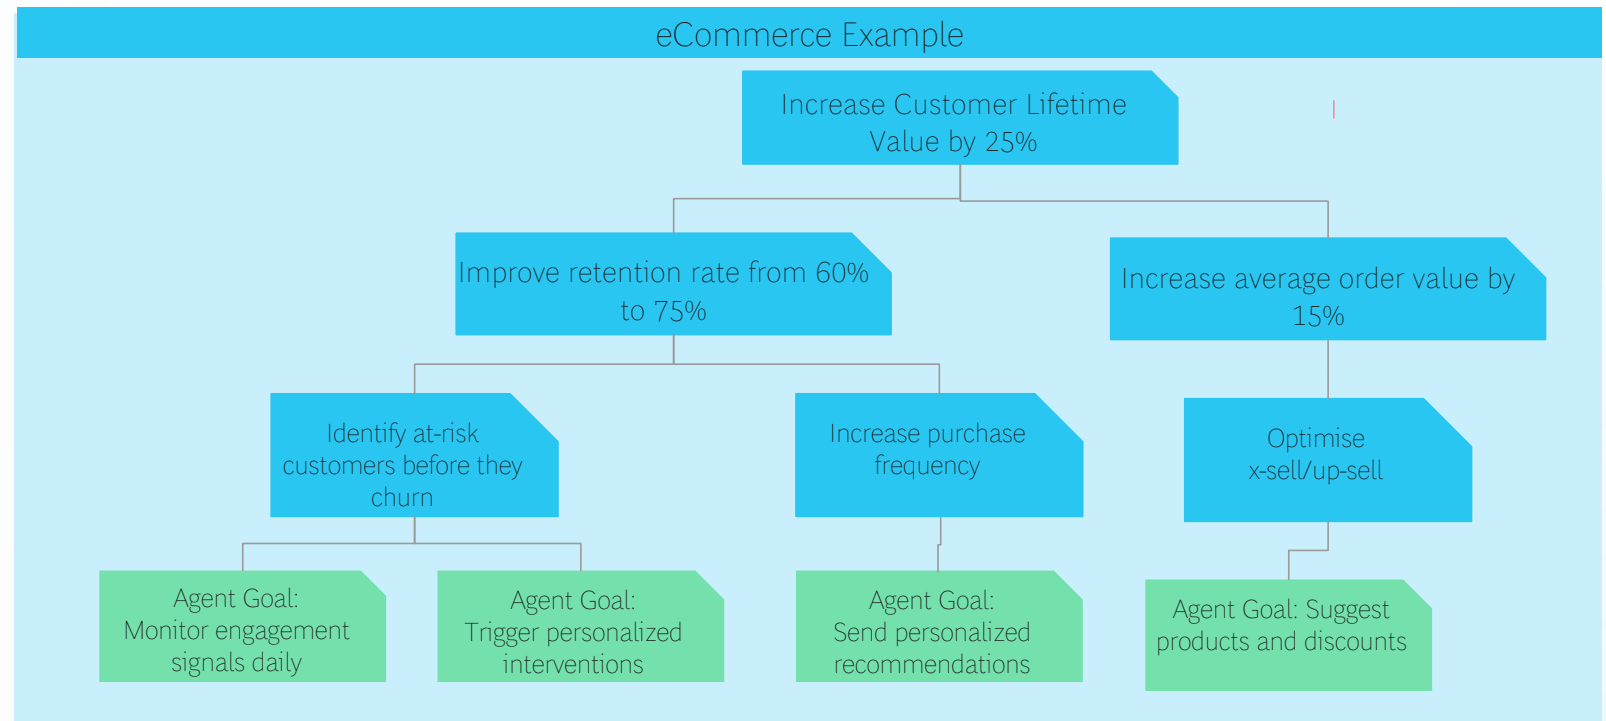 eCommerce Example
Increase Customer Lifetime
Value by 25%
Improve retention rate from 60%
to 75%
Increase average order value by
15%
Identify at-risk
customers before they
churn
Increase purchase
frequency
Optimise
x-sell/up-sell
Agent Goal:
Monitor engagement
signals daily
Agent Goal:
Trigger personalized
interventions
Agent Goal:
Send personalized
recommendations
Agent Goal: Suggest
products and discounts